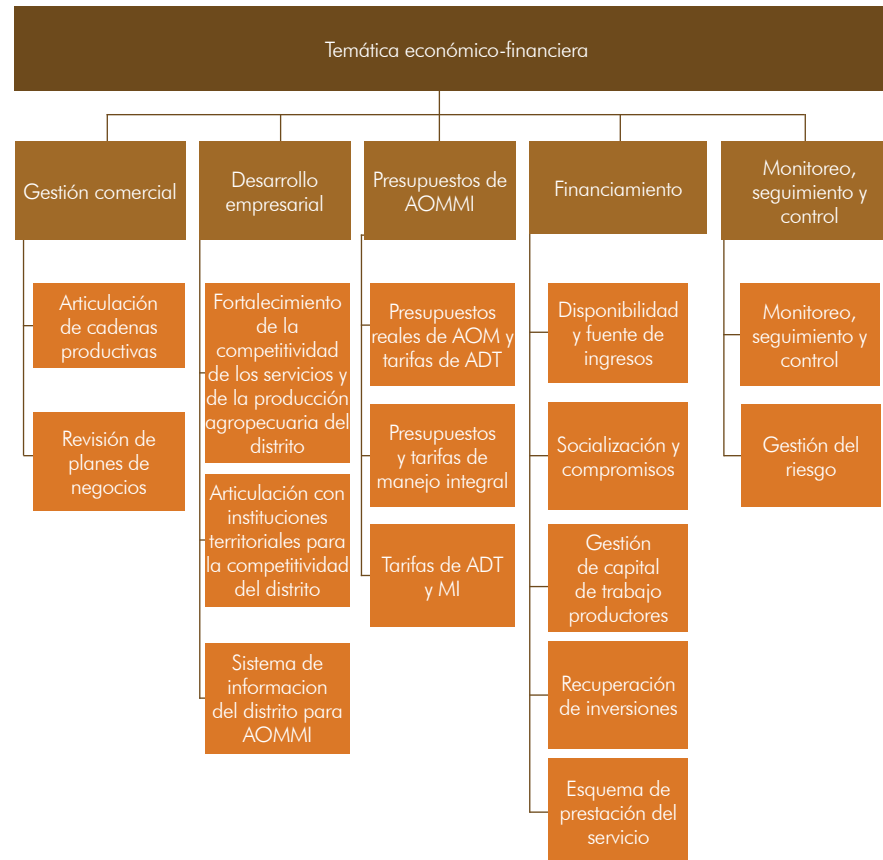 Temática económico-financiera
Gestión comercial
Desarrollo
empresarial
Presupuestos de
AOMMI
Financiamiento
Monitoreo,
seguimiento y
control
Articulación
de cadenas
productivas
Revisión de
planes de
negocios
Fortalecimiento
de la
competitividad
de los servicios y
de la producción
agropecuaria del
distrito
Articulación con
instituciones
territoriales para
la competitividad
del distrito
Sistema de
informacion
del distrito para
AOMMI
Presupuestos
reales de AOM y
tarifas de ADT
Presupuestos
y tarifas de
manejo integral
Tarifas de ADT
y MI
Disponibilidad
y fuente de
ingresos
Socialización y
compromisos
Gestión
de capital
de trabajo
productores
Recuperación
de inversiones
Esquema de
prestación del
servicio
Monitoreo,
seguimiento y
control
Gestión del
riesgo